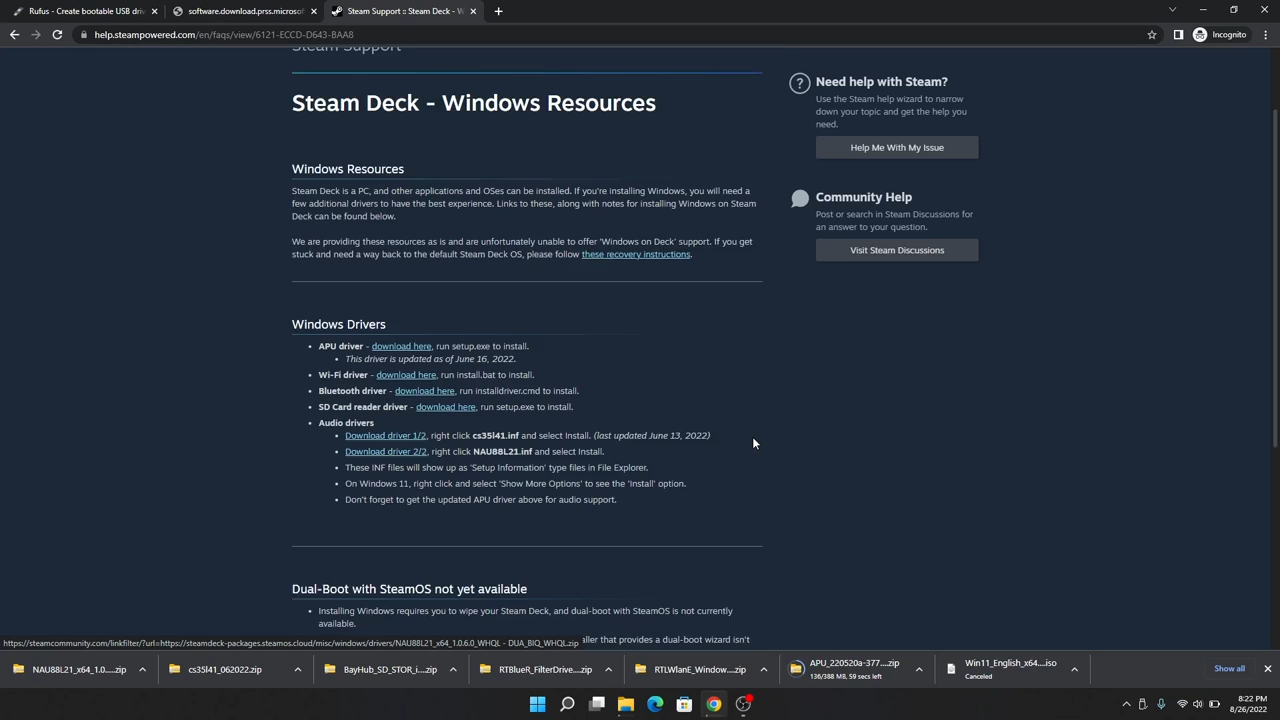 Rufus - Create bootable USB driv
software.download.prss.microsof
Steam Support :: Steam Deck - W
help.steampowered.com/en/faqs/view/6121-ECCD-D643-BAA8
Incognito
Steam Support
Steam Deck - Windows Resources
Windows Resources
Steam Deck is a PC, and other applications and OSes can be installed. If you're installing Windows, you will need a
few additional drivers to have the best experience. Links to these, along with notes for installing Windows on Steam
Deck can be found below.
We are providing these resources as is and are unfortunately unable to offer 'Windows on Deck' support. If you get
stuck and need a way back to the default Steam Deck OS, please follow these recovery instructions.
Windows Drivers
• APU driver - download here, run setup.exe to install.
• This driver is updated as of June 16, 2022.
• Wi-Fi driver - download here, run install.bat to install.
• Bluetooth driver - download here, run installdriver.cmd to install.
• SD Card reader driver - download here, run setup.exe to install.
• Audio drivers
• Download driver 1/2, right click cs35l41.inf and select Install. (last updated June 13, 2022)
• Download driver 2/2, right click NAU88L21.inf and select Install.
• These INF files will show up as 'Setup Information' type files in File Explorer.
• On Windows 11, right click and select 'Show More Options' to see the 'Install' option.
• Don't forget to get the updated APU driver above for audio support.
Dual-Boot with SteamOS not yet available
• Installing Windows requires you to wipe your Steam Deck, and dual-boot with SteamOS is not currently
available.
aller that provides a dual-boot wizard isn't
Need help with Steam?
Use the Steam help wizard to narrow
down your topic and get the help you
need.
Help Me With My Issue
Community Help
Post or search in Steam Discussions for
an answer to your question.
Visit Steam Discussions
https://steamcommunity.com/linkfilter/?url=https://steamdeck-packages.steamos.cloud/misc/windows/drivers/NAU88L21_x64_1.0.6.0_WHQL - DUA_BIQ_WHQL.zip
NAU88L21_x64_1.0....zip
cs35l41_062022.zip
BayHub_SD_STOR_i....zip
RTBlueR_FilterDrive....zip
RTLWlanE_Window....zip
APU_220520a-377....zip
136/388 MB, 59 secs left
Win11_English_x64....iso
Canceled
Show all
8:22 PM
8/26/2022